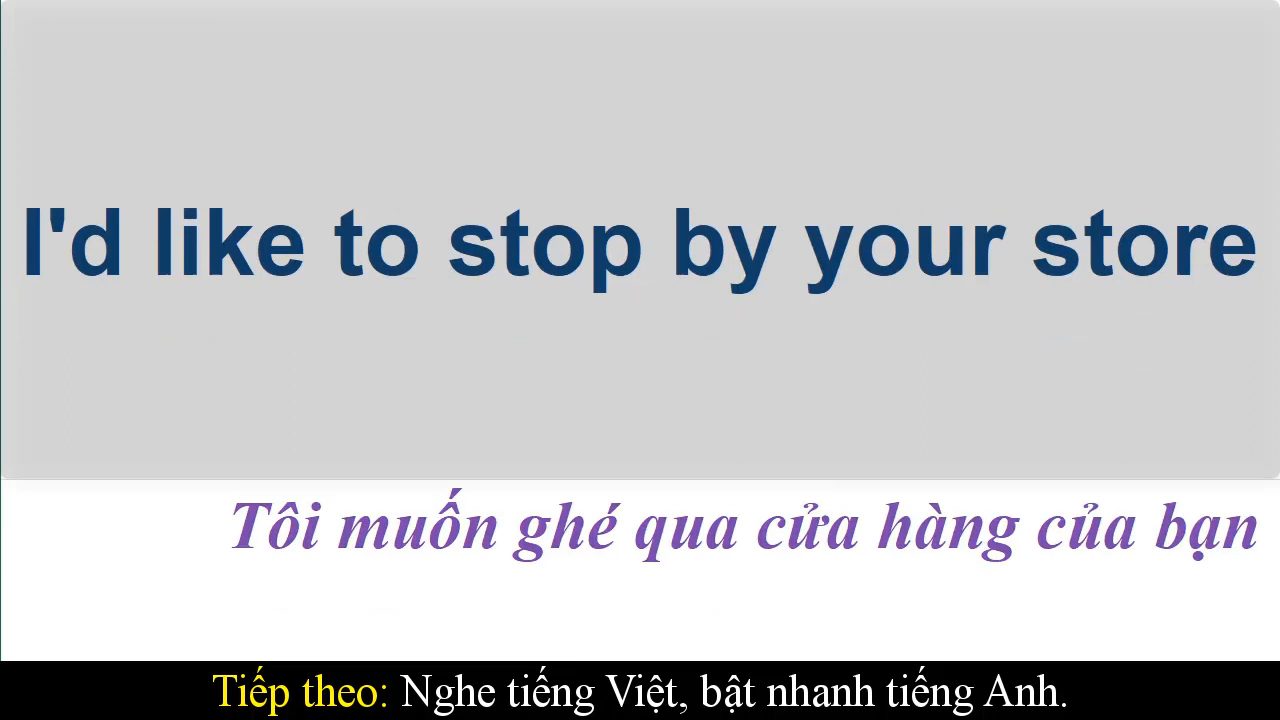 I'd like to stop by your store
Tôi muốn ghé qua cửa hàng của bạn
Tiếp theo: Nghe tiếng Việt, bật nhanh tiếng Anh.